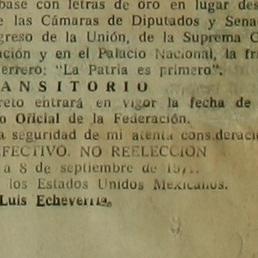 base con letras de oro en lugar des
de las Cámaras de Diputados y Sena
greso de la Unión, de la Suprema C
ación y en el Palacio Nacional, la fra
errero; "La Patria es primero".
ANSITORIO
reto entrará en vigor la fecha de
o Oficial de la Federación.
a seguridad de mi atenta consideració
EFECTIVO. NO REELECCION
a 8 de septiembre de
los Estados Unidos Mexicanos.
Luis Echeverría.